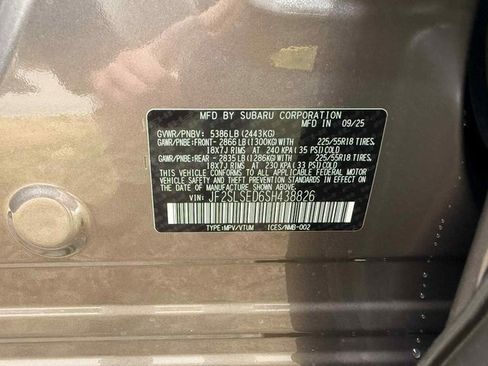 MFD BY SUBARU CORPORATION
IN 09/25
GVWR/PNBV: 5386LB(2443KG)
GAWR/PNBE:FRONT- 2866LB(1300KG)WITH 225/55R18 TIRES,
18X7J RIMS AT 240 KPA(35 PSI)COLD
GAWR/PNBE:REAR - 2835LB(1286KG)WITH 225/55R18 TIRES,
18X7J RIMS AT 230 KPA(33 PSI)COLD
THIS VEHICLE CONFORMS TO ALL APPLICABLE FEDERAL
MOTOR VEHICLE SAFETY, BUMPER, AND THEFT PREVENTION
STANDARDS IN EFFECT ON THE DATE OF MANUFACTURE
SHOWN ABOVE.
VIN: JF2SLSED6SH438826
TYPE:MPV/VTUM ICES/NMB-002